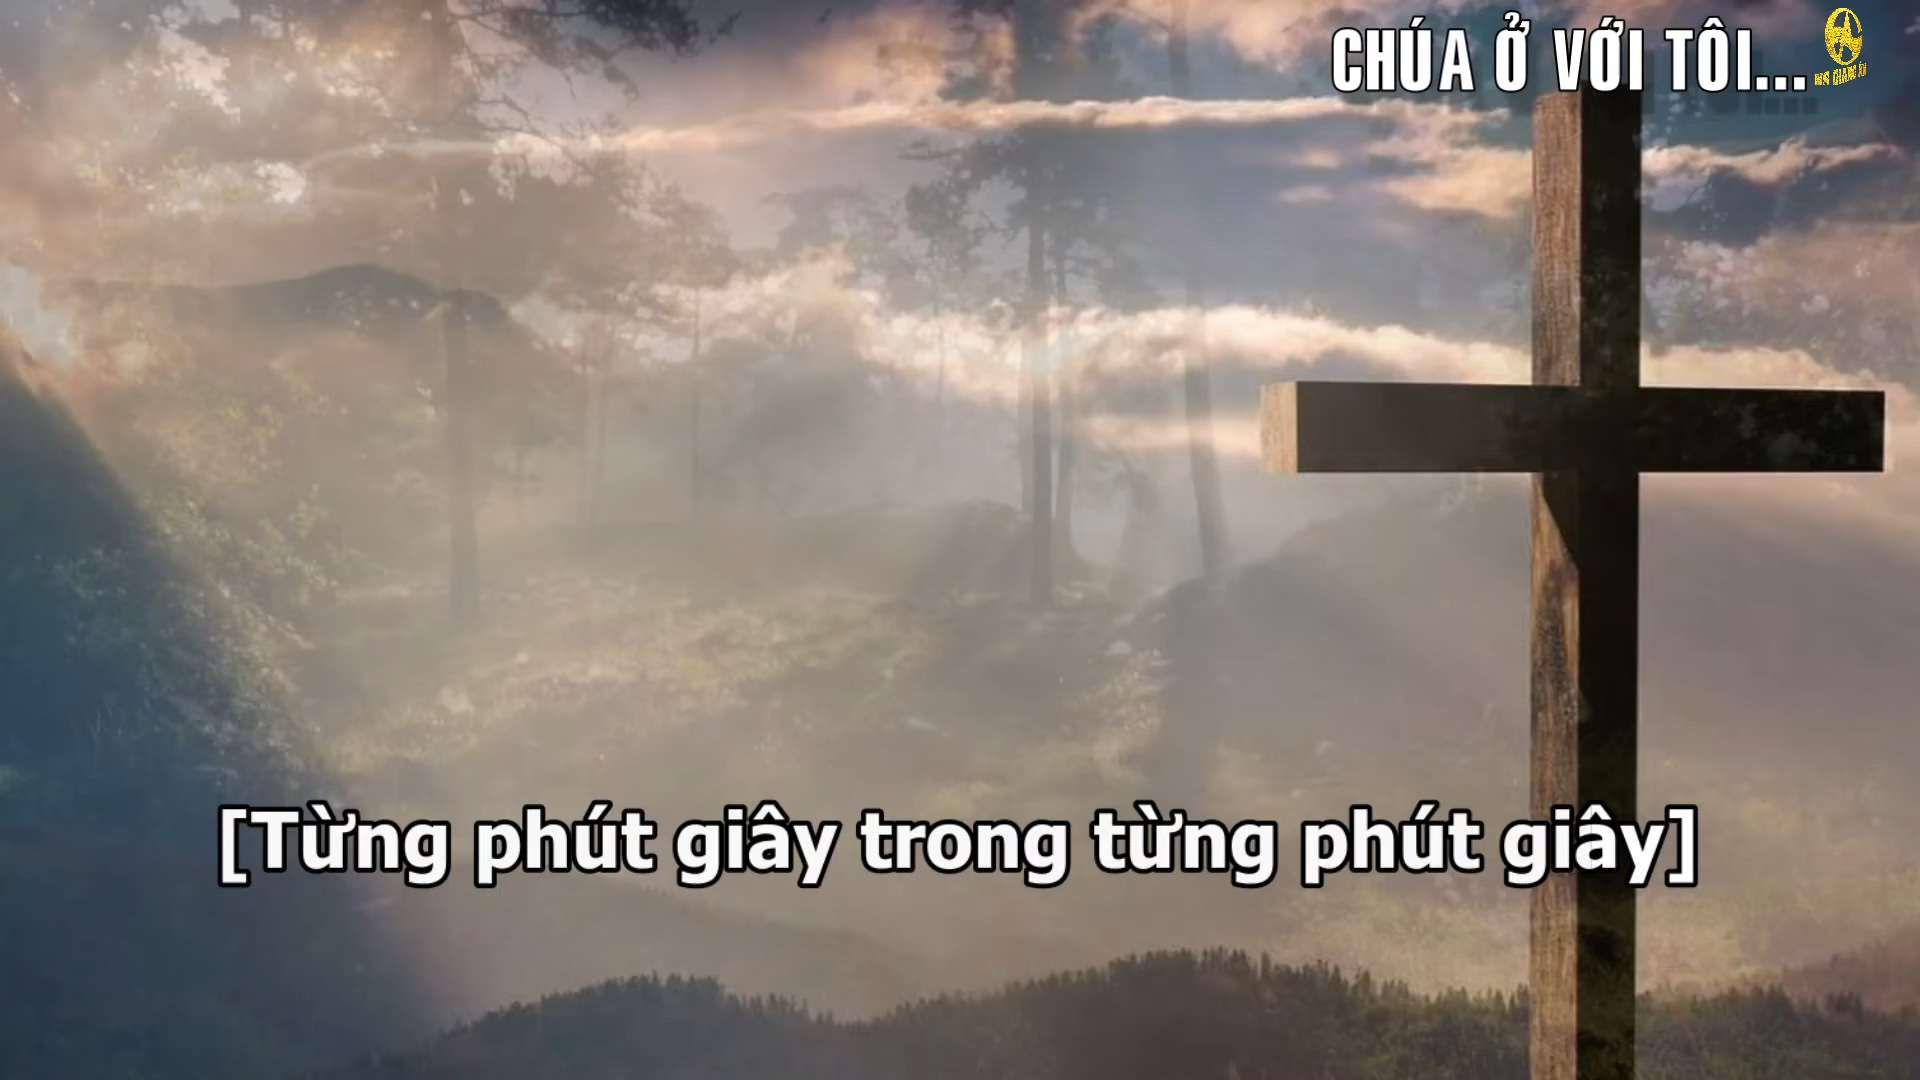 CHÚA Ở VỚI TÔI...
[Từng phút giây trong từng phút giây]